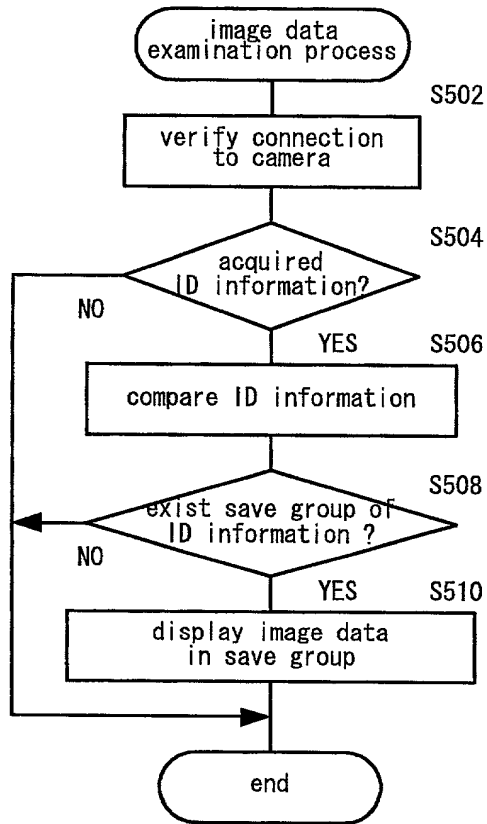 image data
examination process
S502
verify connection
to camera
S504
acquired
ID information?
NO
YES
S506
compare ID information
S508
exist save group of
ID information ?
NO
YES
S510
display image data
in save group
end